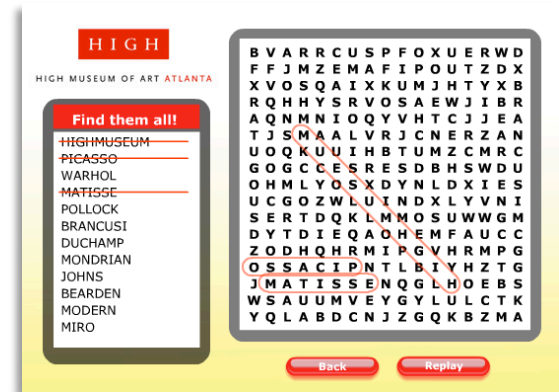 HIGH
HIGH MUSEUM OF ART ATLANTA
Find them all!
HIGHMUSEUM
PICASSO
WARHOL
MATISSE
POLLOCK
BRANCUSI
DUCHAMP
MONDRIAN
JOHNS
BEARDEN
MODERN
MIRO
B V A R R C U S P F O X U E R W D
F F J M Z E M A F I P O U T Z D X
X V O S Q A I X K U M J H T Y X B
R Q H H Y S R V O S A E W J I B R
A Q N M N I O Q Y V H T C J J E A
T J S M A A L V R J C N E R Z A N
U O Q K U U I H B T U M Z C M R C
G O G C C E S R E S D B H S W D U
O H M L Y O S X D Y N L D X I E S
U C G O Z W L U I N D X L Y V N I
S E R T D Q K L M M O S U W W G M
D Y T D I E Q A O H E M F A U C C
Z O D H Q H R M I P G V H R M P G
O S S A C I P N T L B I Y H Z T G
J M A T I S S E N Q G L H O E B S
W S A U U M V E Y G Y L U L C T K
Y Q L A B D C N J Z G Q K B Z M A
Back
Replay